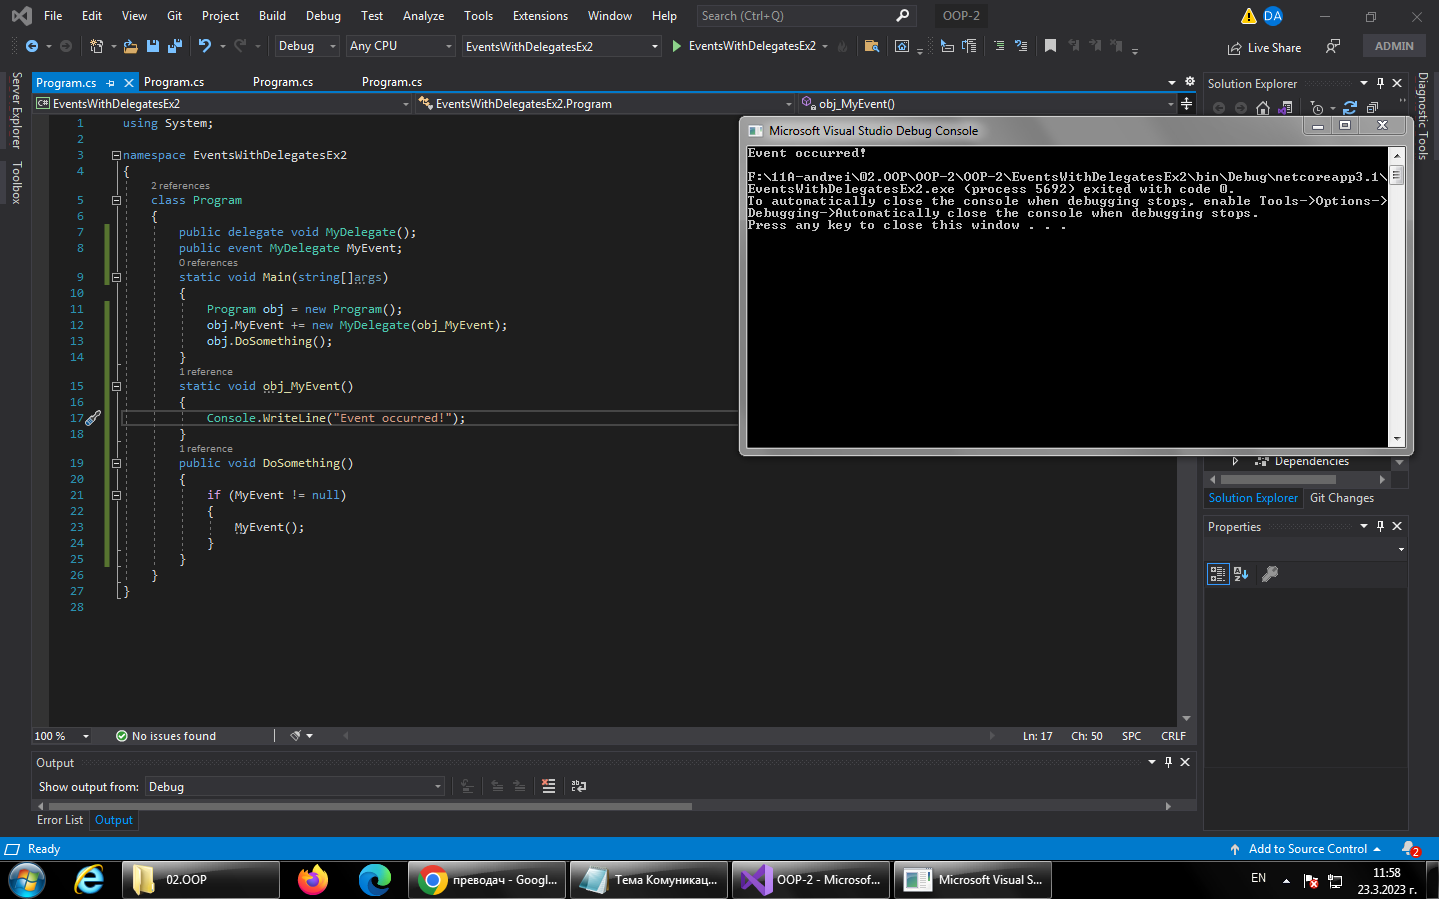 File Edit View Git Project Build Debug Test Analyze Tools Extensions Window Help Search (Ctrl+Q) OOP-2 DA
Debug Any CPU EventsWithDelegatesEx2 EventsWithDelegatesEx2 Live Share ADMIN
Server Explorer
Toolbox
Program.cs Program.cs Program.cs Program.cs
C# EventsWithDelegatesEx2 EventsWithDelegatesEx2.Program obj_MyEvent()
1 using System;
2
3 namespace EventsWithDelegatesEx2
4 {
2 references
5 class Program
6 {
7 public delegate void MyDelegate();
8 public event MyDelegate MyEvent;
0 references
9 static void Main(string[]args)
10 {
11 Program obj = new Program();
12 obj.MyEvent += new MyDelegate(obj_MyEvent);
13 obj.DoSomething();
14 }
1 reference
15 static void obj_MyEvent()
16 {
17 Console.WriteLine("Event occurred!");
18 }
1 reference
19 public void DoSomething()
20 {
21 if (MyEvent != null)
22 {
23 MyEvent();
24 }
25 }
26 }
27 }
28
100 % No issues found Ln: 17 Ch: 50 SPC CRLF
Output
Show output from: Debug
Error List Output
Solution Explorer
Diagnostic Tools
Microsoft Visual Studio Debug Console
Event occurred!
F:\11A-andrei\02.OOP\OOP-2\OOP-2\EventsWithDelegatesEx2\bin\Debug\netcoreapp3.1\
EventsWithDelegatesEx2.exe (process 5692) exited with code 0.
To automatically close the console when debugging stops, enable Tools->Options->
Debugging->Automatically close the console when debugging stops.
Press any key to close this window . . .
Dependencies
Solution Explorer Git Changes
Properties
Ready Add to Source Control 2
02.OOP преводач - Googl... Тема Комуникац... OOP-2 - Microsof... Microsoft Visual S... EN 11:58
23.3.2023 г.